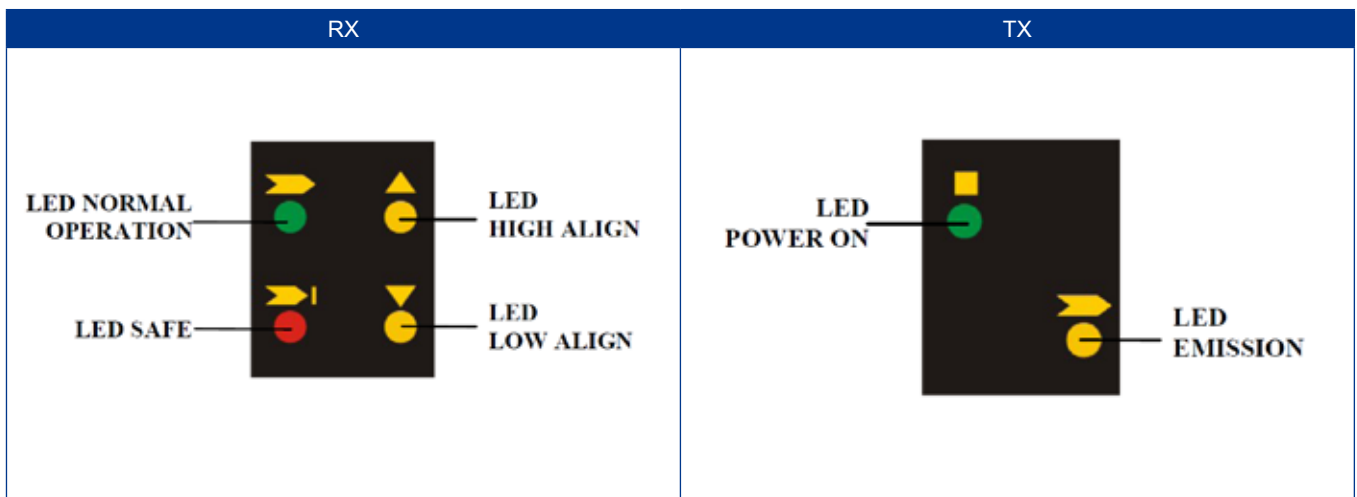 RX
TX
LED NORMAL
OPERATION
LED
HIGH ALIGN
LED SAFE
LED
LOW ALIGN
LED
POWER ON
LED
EMISSION